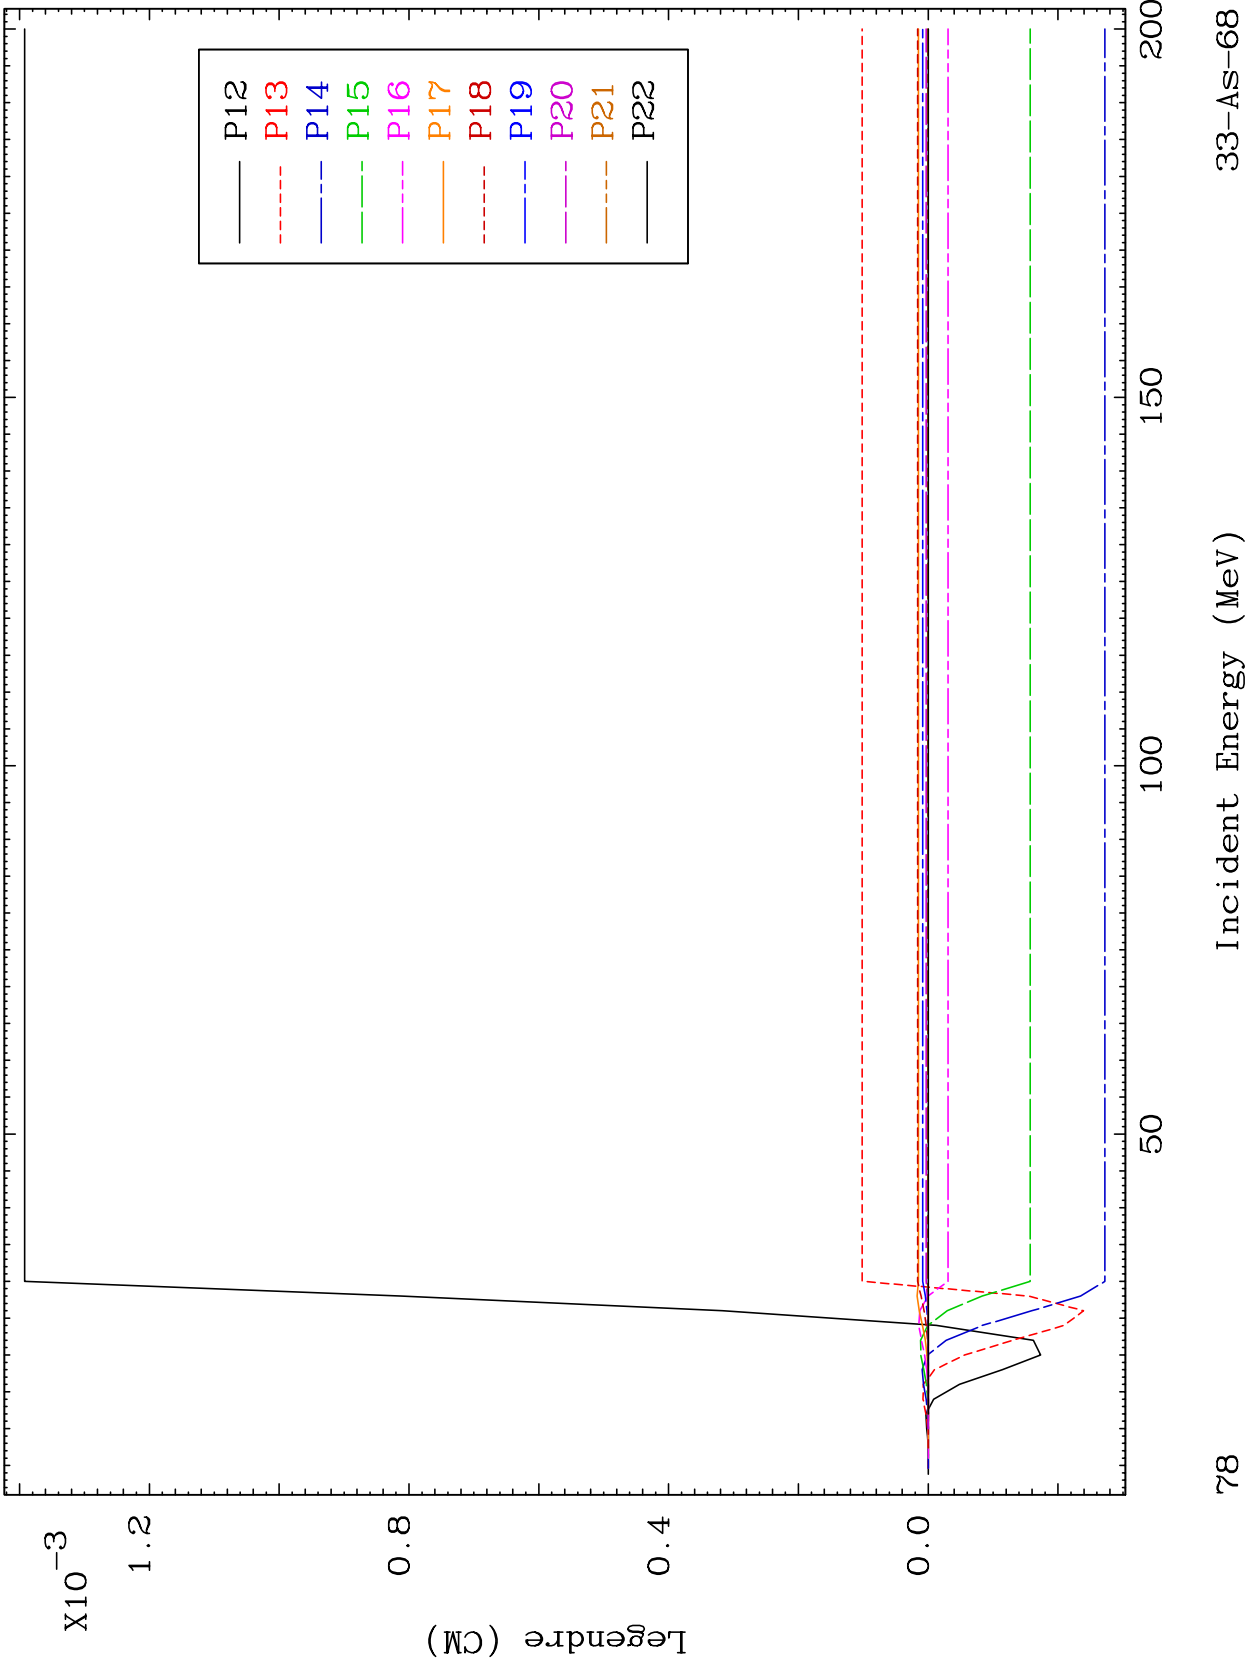 X10-3
1.2
0.8
0.4
0.0
Legendre (CM)
P12
P13
P14
P15
P16
P17
P18
P19
P20
P21
P22
50
100
150
200
Incident Energy (MeV)
78
33-As-68